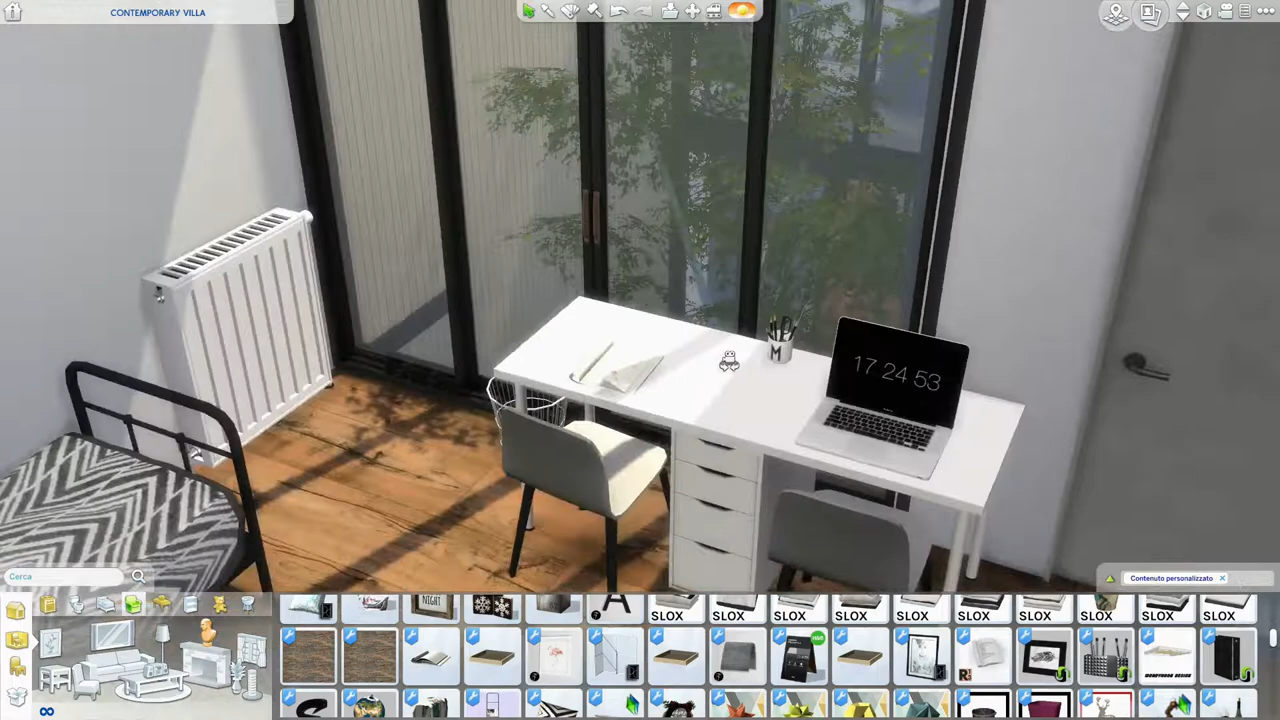 CONTEMPORARY VILLA
M
17 24 53
Cerca
Contenuto personalizzato
NIGHT
A
SLOX SLOX SLOX SLOX SLOX SLOX SLOX SLOX SLOX SLOX